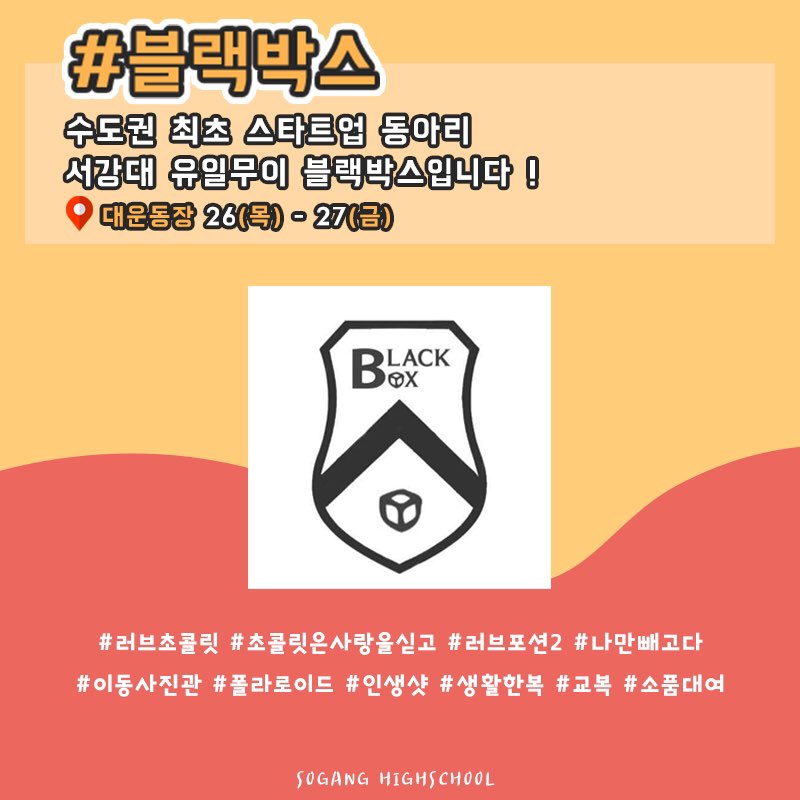 #블랙박스
수도권 최초 스타트업 동아리
서강대 유일무이 블랙박스입니다 !
대운동장 26(목) - 27(금)
BLACK
BOX
#러브초콜릿 #초콜릿은사랑을싣고 #러브포션2 #나만빼고다
#이동사진관 #폴라로이드 #인생샷 #생활한복 #교복 #소품대여
SOGANG HIGHSCHOOL